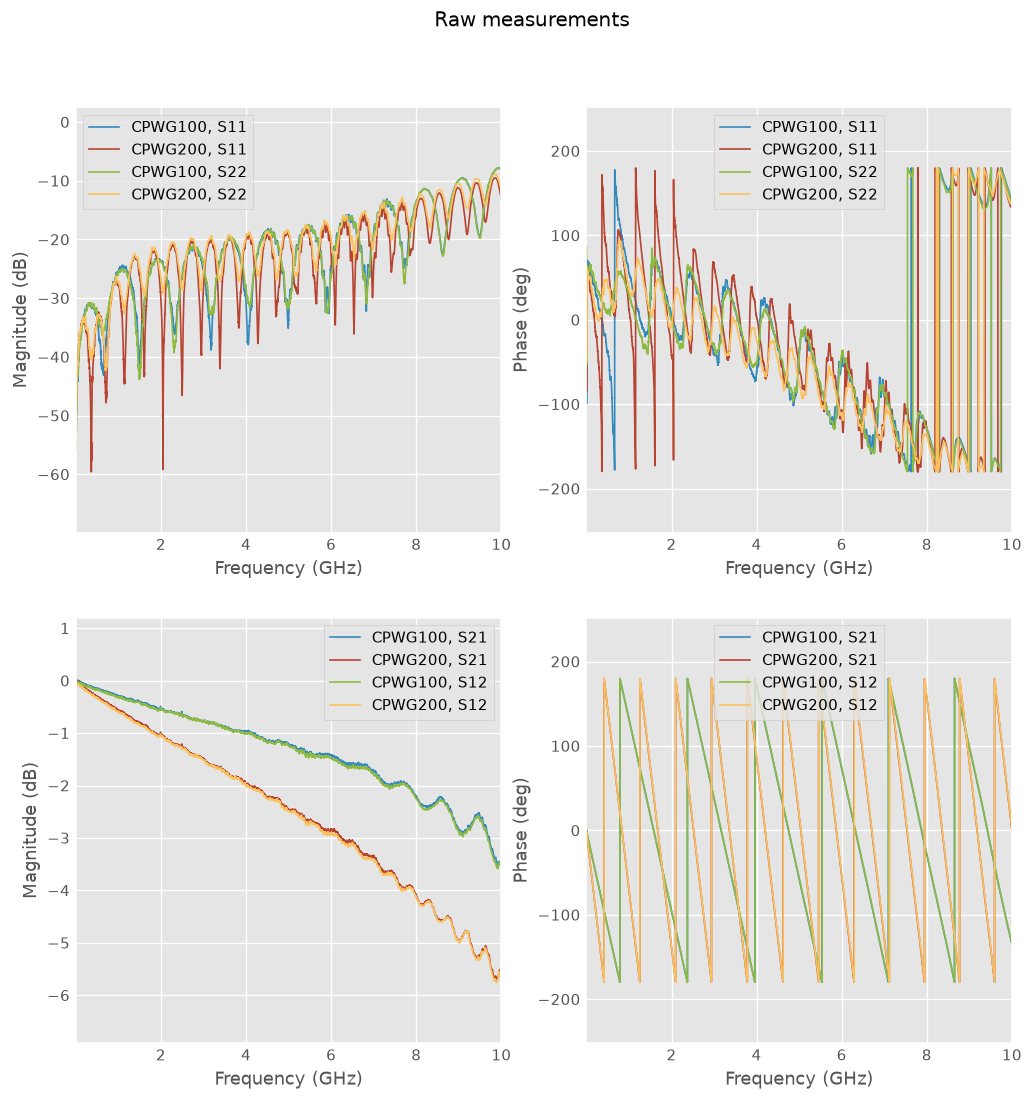 Raw measurements
CPWG100, S11
CPWG200, S11
CPWG100, S22
CPWG200, S22
0
−10
−20
−30
−40
−50
−60
Magnitude (dB)
2
4
6
8
10
Frequency (GHz)
CPWG100, S11
CPWG200, S11
CPWG100, S22
CPWG200, S22
200
100
0
−100
−200
Phase (deg)
2
4
6
8
10
Frequency (GHz)
CPWG100, S21
CPWG200, S21
CPWG100, S12
CPWG200, S12
1
0
−1
−2
−3
−4
−5
−6
Magnitude (dB)
2
4
6
8
10
Frequency (GHz)
CPWG100, S21
CPWG200, S21
CPWG100, S12
CPWG200, S12
200
100
0
−100
−200
Phase (deg)
2
4
6
8
10
Frequency (GHz)